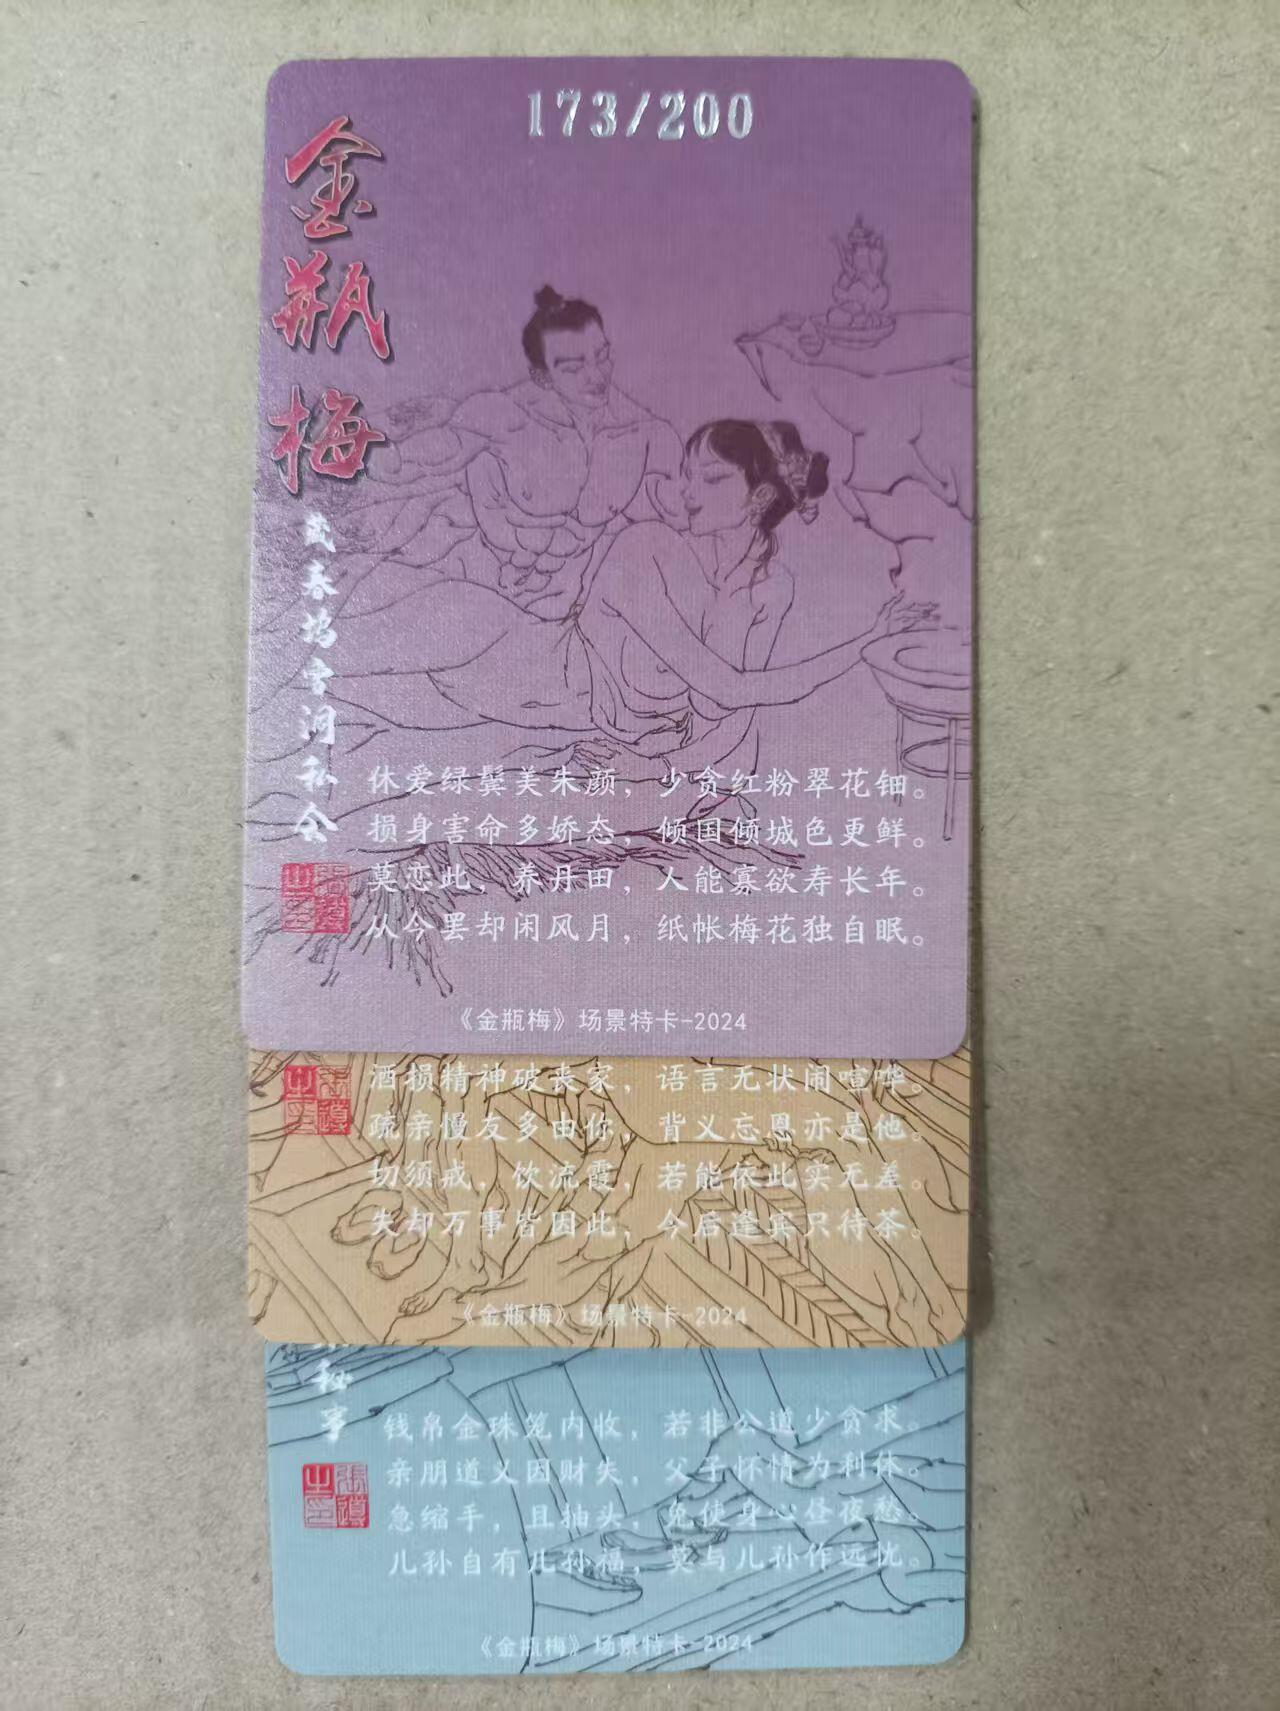 173/200
金瓶梅
藏春坞雪洞私会
休爱绿鬓美朱颜，少贪红粉翠花钿。
损身害命多娇态，倾国倾城色更鲜。
莫恋此，养丹田，人能寡欲寿长年。
从今罢却闲风月，纸帐梅花独自眠。
《金瓶梅》场景特卡-2024
酒损精神破丧家，语言无状闹喧哗。
疏亲慢友多由你，背义忘恩亦是他。
切须戒，饮流霞，若能依此实无差。
失却万事皆因此，今后逢宾只待茶。
《金瓶梅》场景特卡-2024
秘事
钱帛金珠笼内收，若非公道少贪求。
亲朋道义因财失，父子怀情为利休。
急缩手，且抽头，免使身心昼夜愁。
儿孙自有儿孙福，莫与儿孙作远忧。
《金瓶梅》场景特卡-2024